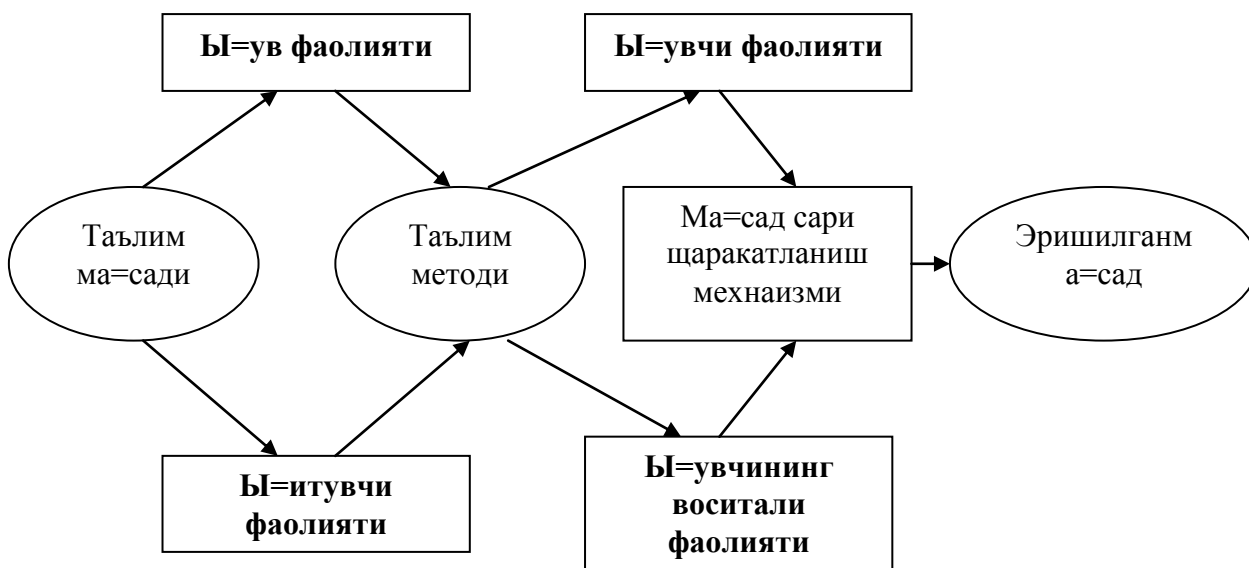 Ы=ув фаолияти
Ы=увчи фаолияти
Таълим
ма=сади
Таълим
методи
Ма=сад сари
щаракатланиш
мехнаизми
Эришилганм
а=сад
Ы=итувчи
фаолияти
Ы=увчининг
воситали
фаолияти